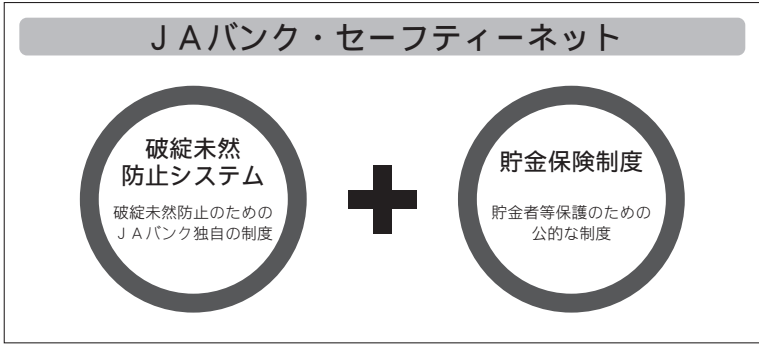 ＪＡバンク・セーフティーネット
破綻未然
防止システム
破綻未然防止のための
ＪＡバンク独自の制度
貯金保険制度
貯金者等保護のための
公的な制度